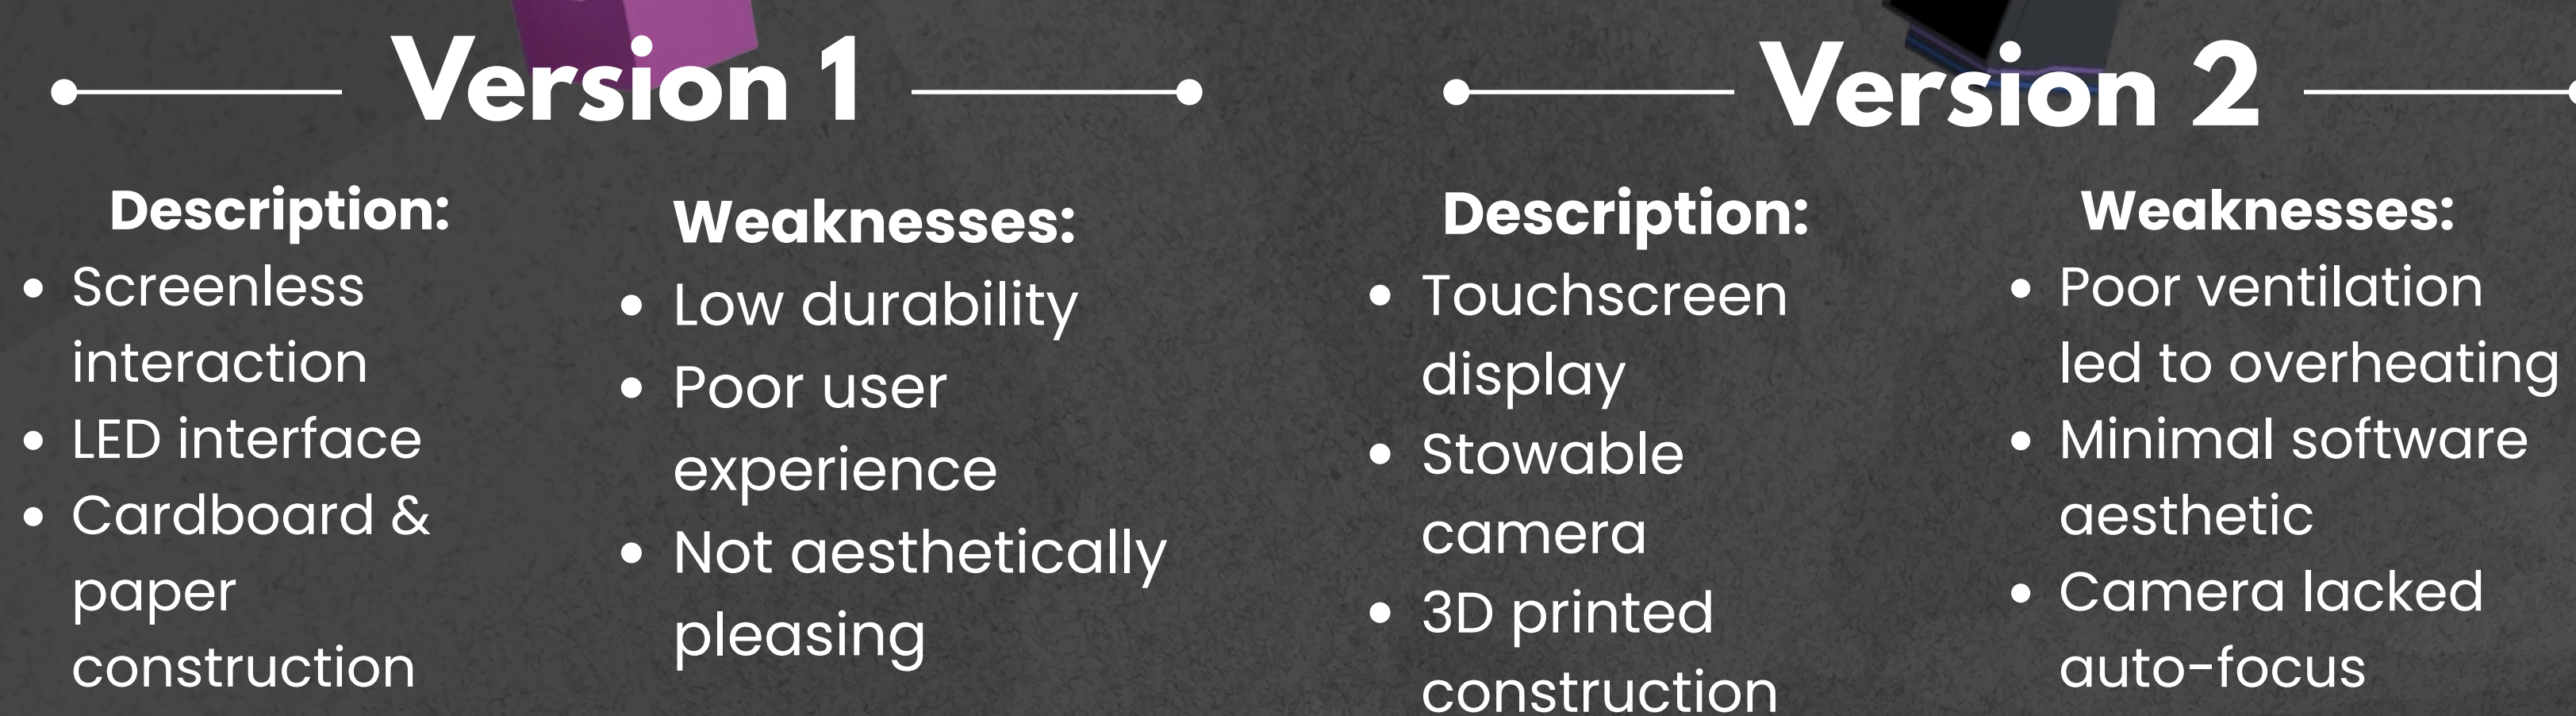 Version 1
Description:
Screenless
interaction
LED interface
Cardboard &
paper
construction
Weaknesses:
Low durability
Poor user
experience
Not aesthetically
pleasing
Version 2
Description:
Touchscreen
display
Stowable
camera
3D printed
construction
Weaknesses:
Poor ventilation
led to overheating
Minimal software
aesthetic
Camera lacked
auto-focus